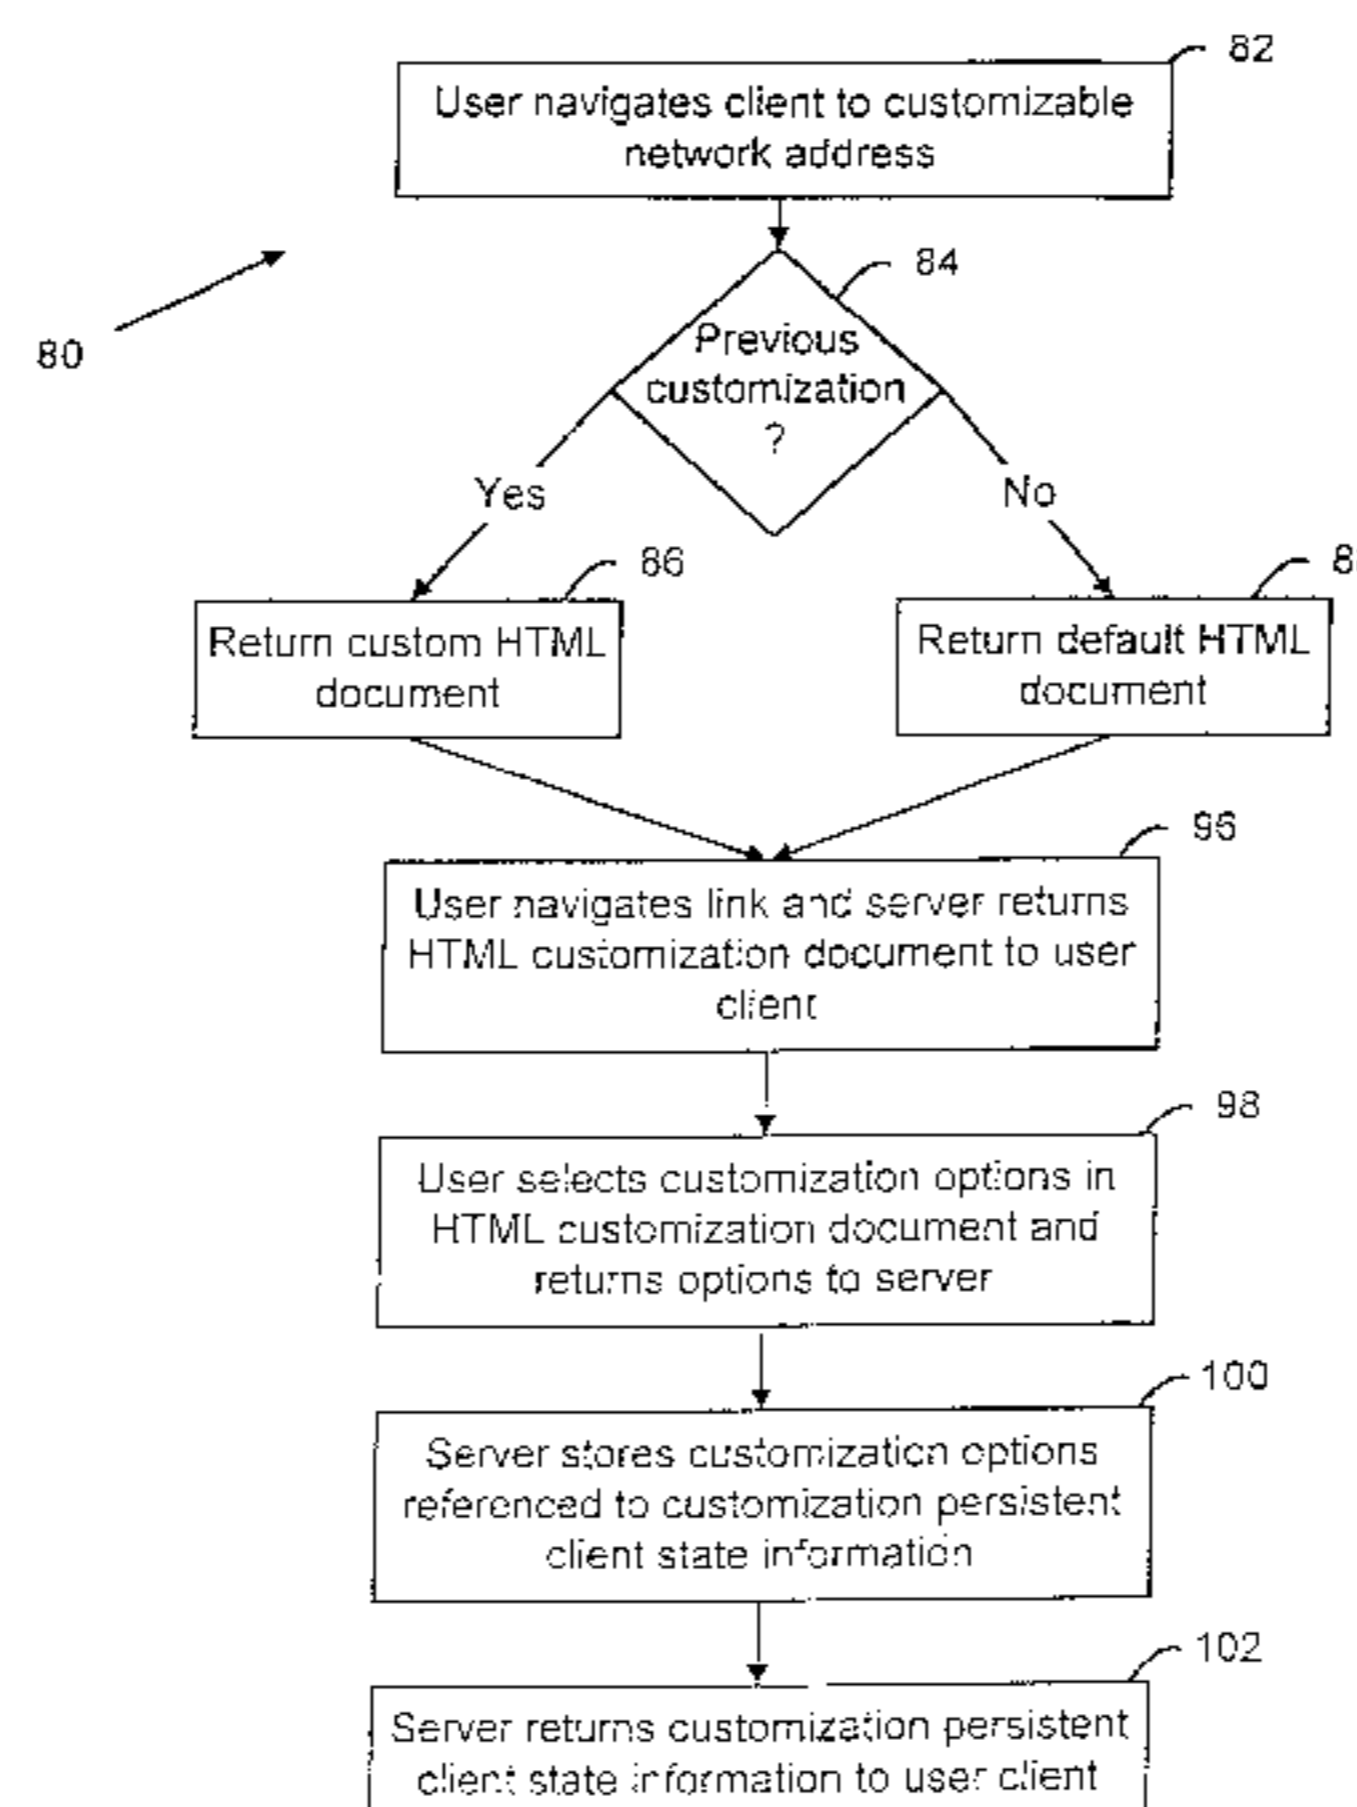 82
User navigates client to customizable
network address
84
80
Previous
customization
?
Yes
No
86
8
Return custom HTML
document
Return default HTML
document
96
User navigates link and server returns
HTML customization document to user
client
98
User selects customization options in
HTML customization document and
returns options to server
100
Server stores customization options
referenced to customization persistent
client state information
102
Server returns customization persistent
client state information to user client